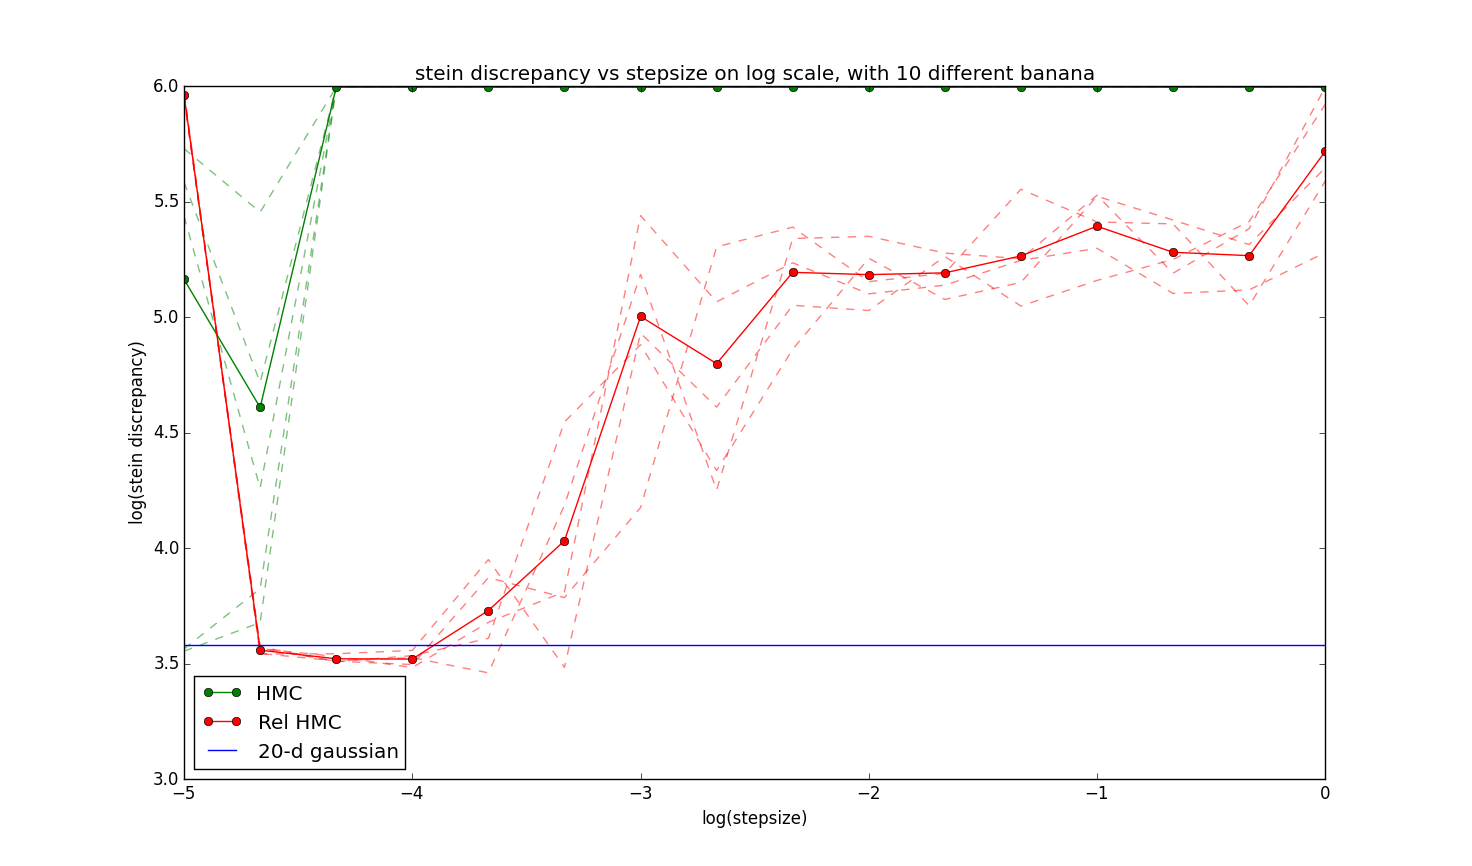 stein discrepancy vs stepsize on log scale, with 10 different banana
6.0
5.5
5.0
4.5
4.0
3.5
3.0
log(stein discrepancy)
HMC
Rel HMC
20-d gaussian
−5 −4 −3 −2 −1 0
log(stepsize)